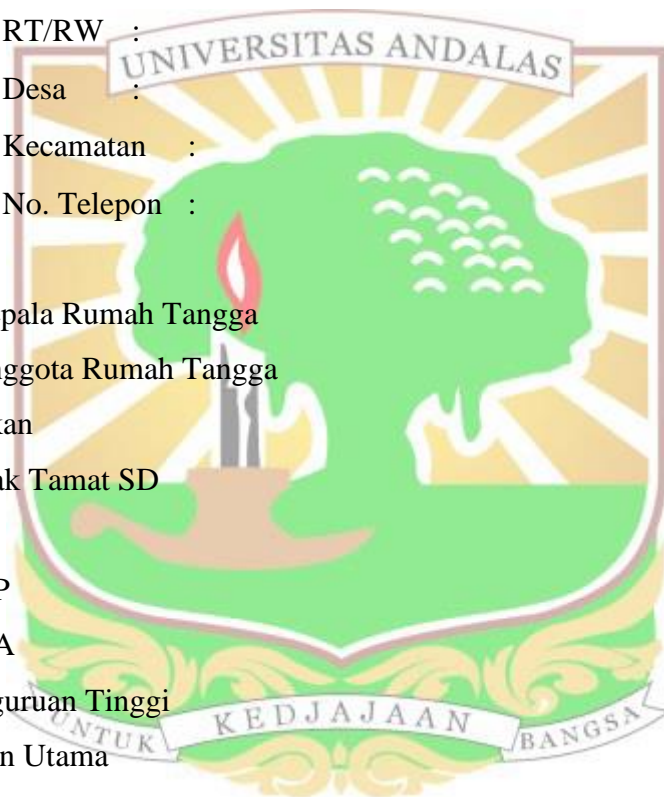 RT/RW :
UNIVERSITAS ANDALAS
Desa :
Kecamatan :
No. Telepon :
pala Rumah Tangga
nggota Rumah Tangga
kan
ak Tamat SD
P
A
guruan Tinggi
n Utama
UNTUK KEDJAJAAN BANGSA